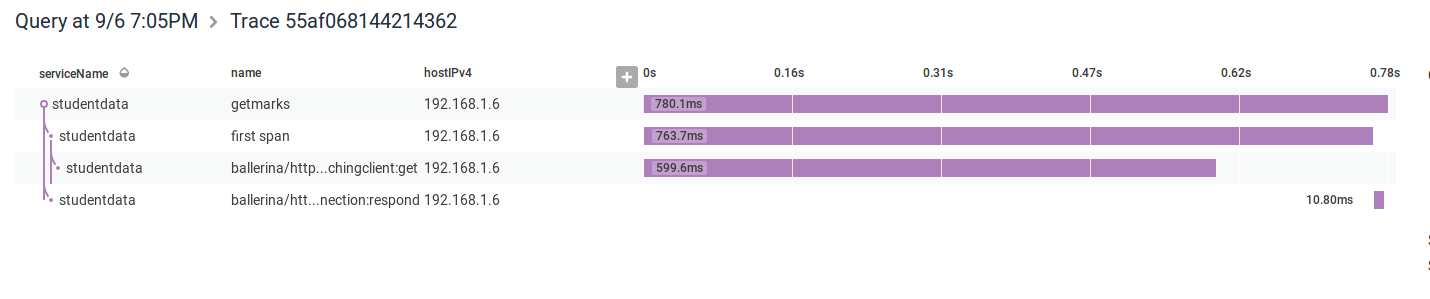 Query at 9/6 7:05PM > Trace 55af068144214362
serviceName name hostIPv4 + 0s 0.16s 0.31s 0.47s 0.62s 0.78s
studentdata getmarks 192.168.1.6 780.1ms
studentdata first span 192.168.1.6 763.7ms
studentdata ballerina/http...chingclient:get 192.168.1.6 599.6ms
studentdata ballerina/htt...nection:respond 192.168.1.6 10.80ms